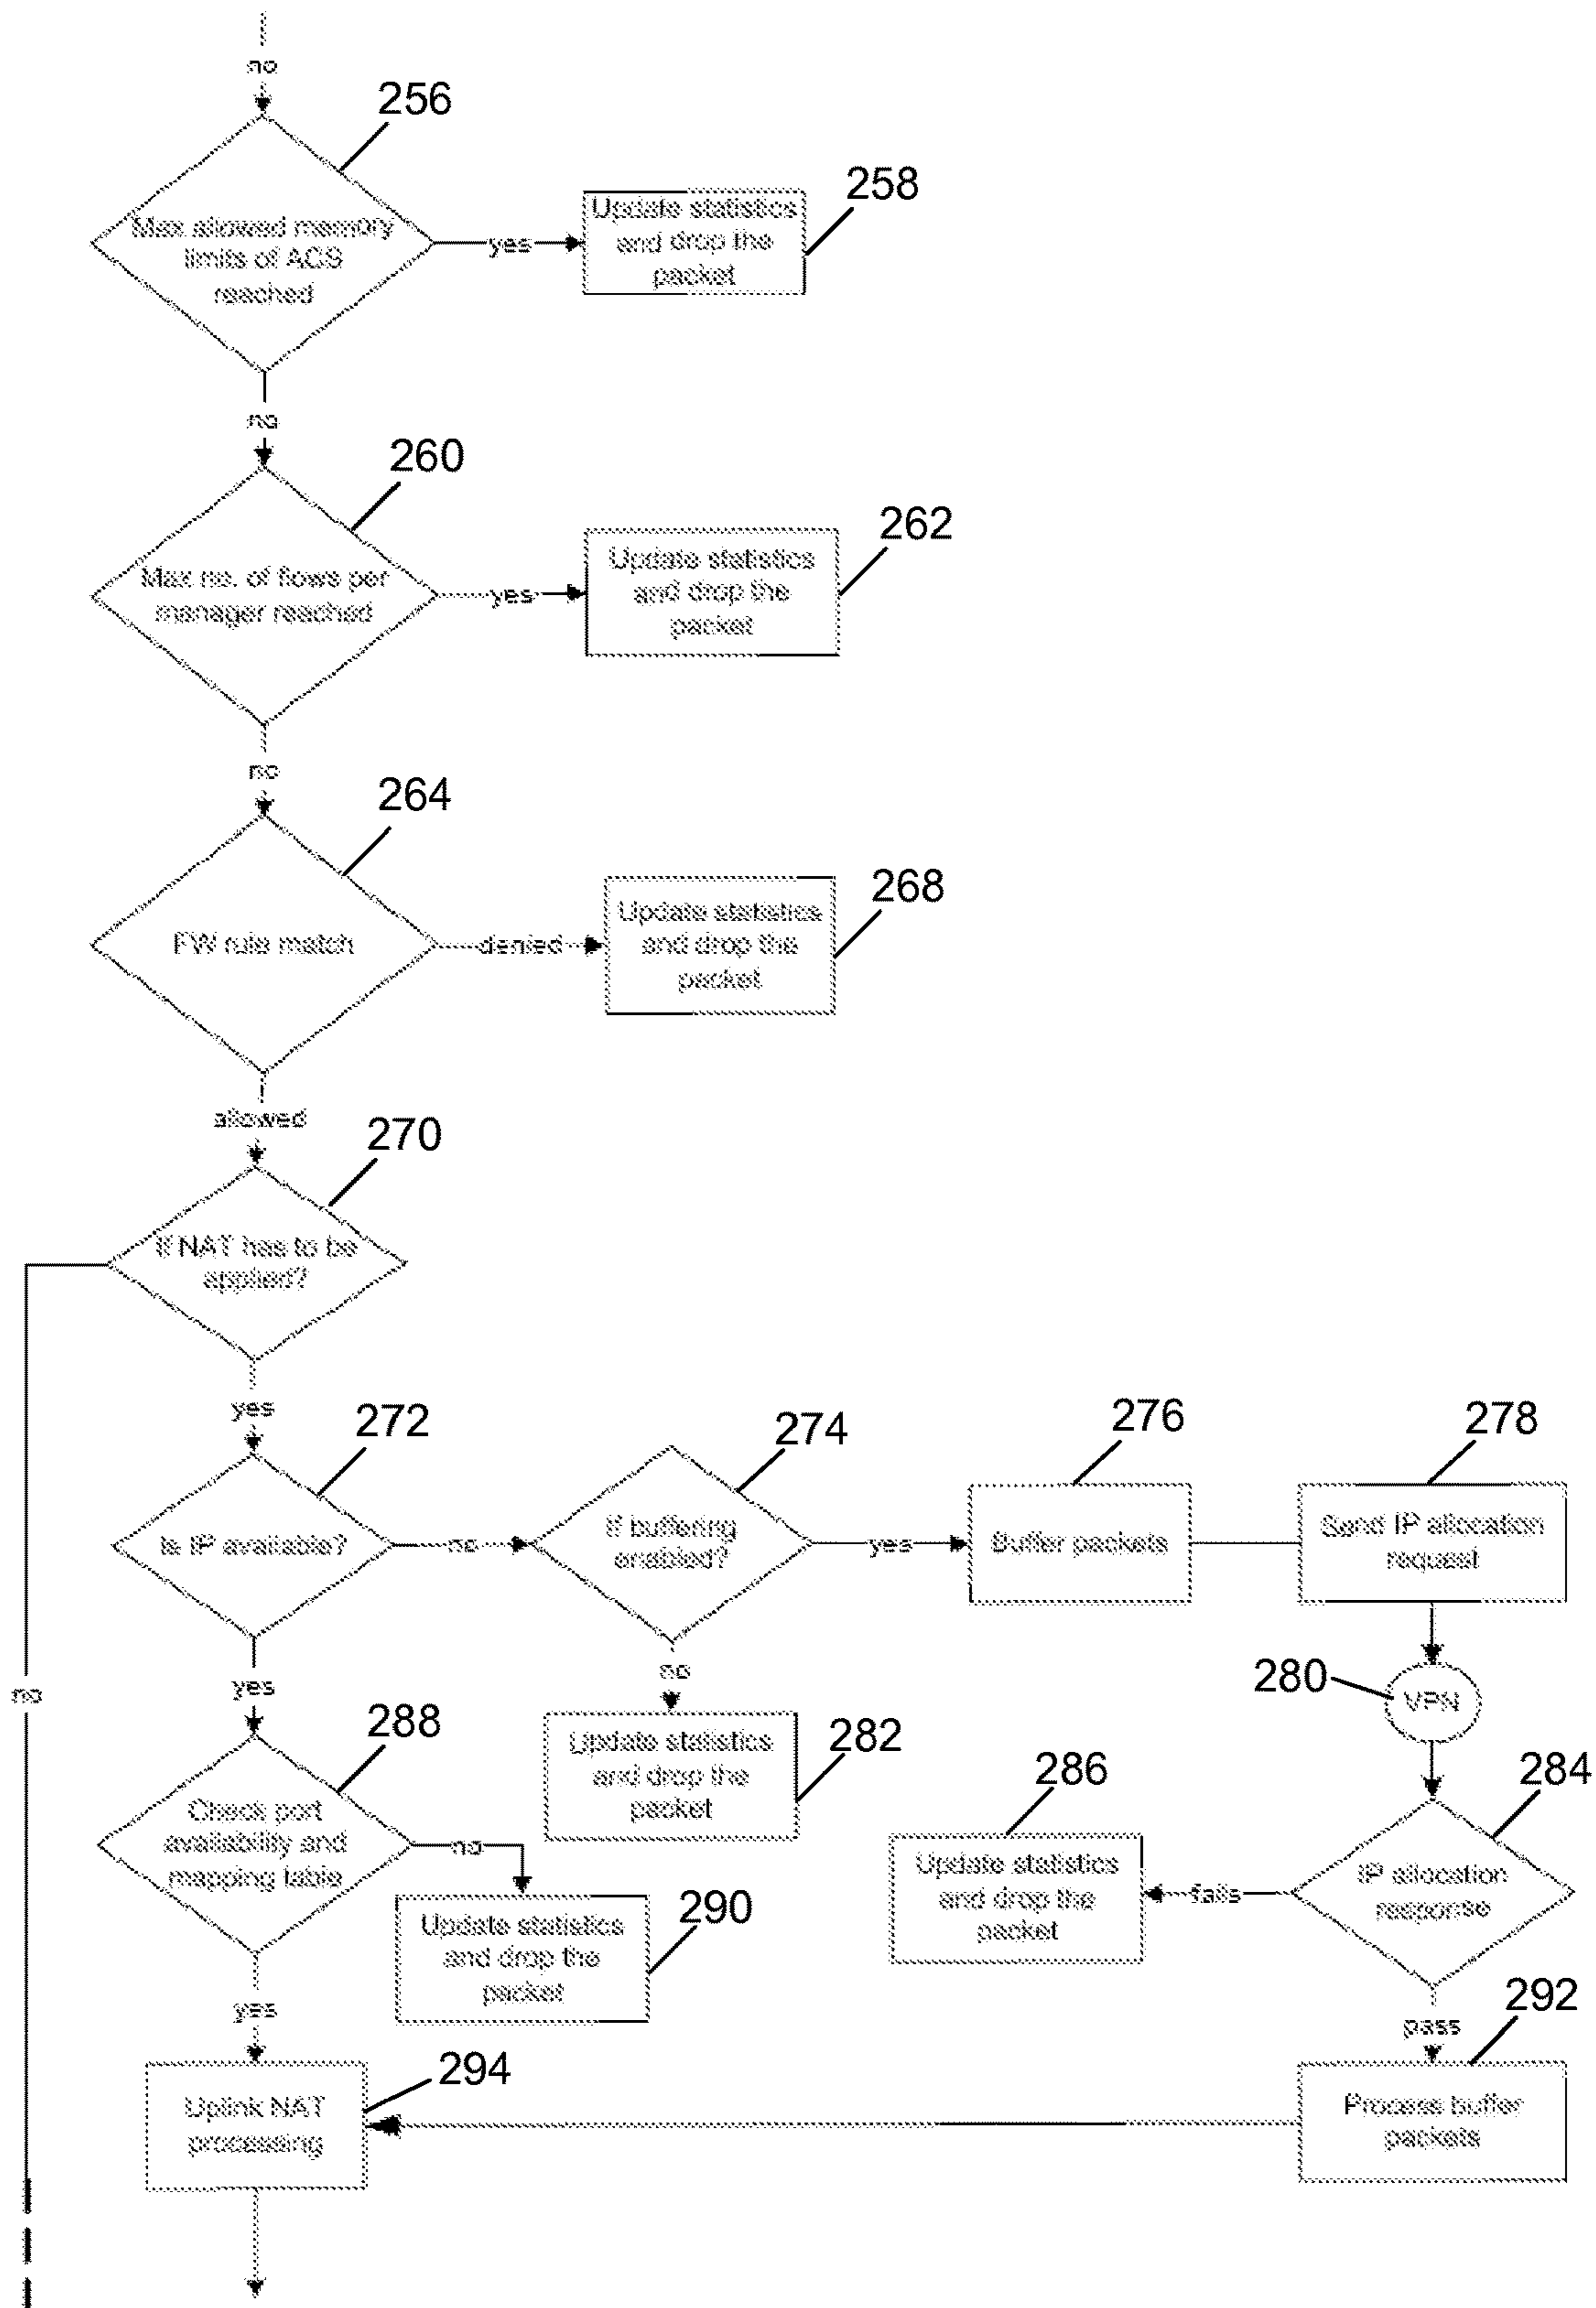 no
256
Max allowed memory
limits of ACS
reached
yes
Update statistics
and drop the
packet
258
no
260
Max no. of flows per
manager reached
yes
Update statistics
and drop the
packet
262
no
264
FW rule match
denied
Update statistics
and drop the
packet
268
allowed
270
If NAT has to be
applied?
yes
272
Is IP available?
no
274
If buffering
enabled?
yes
276
Buffer packets
278
Send IP allocation
request
no
yes
no
280
VPN
288
Check port
availability and
mapping table
no
Update statistics
and drop the
packet
282
286
Update statistics
and drop the
packet
fails
284
IP allocation
response
Update statistics
and drop the
packet
290
yes
pass
292
294
Uplink NAT
processing
Process buffer
packets